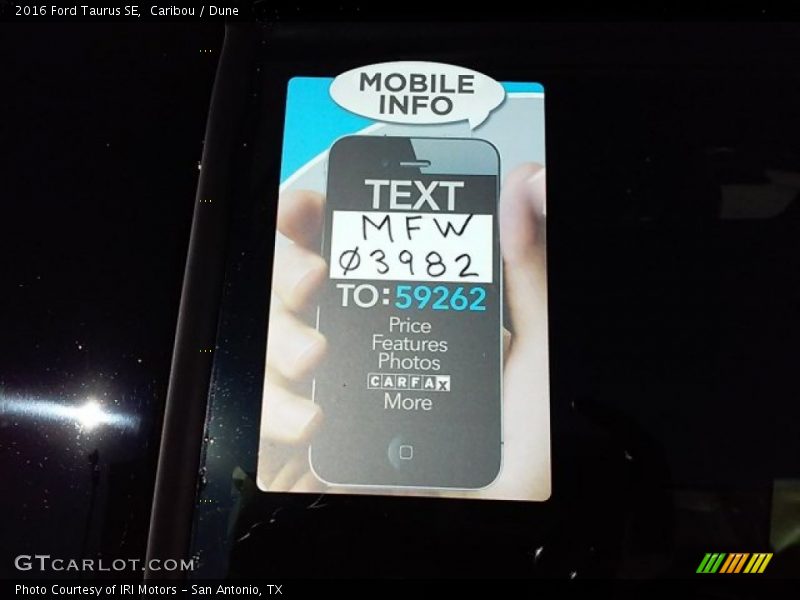 2016 Ford Taurus SE, Caribou / Dune
MOBILE
INFO
TEXT
MFW
Ø3982
TO: 59262
Price
Features
Photos
CARFAX
More
GTCARLOT.COM
Photo Courtesy of IRI Motors - San Antonio, TX